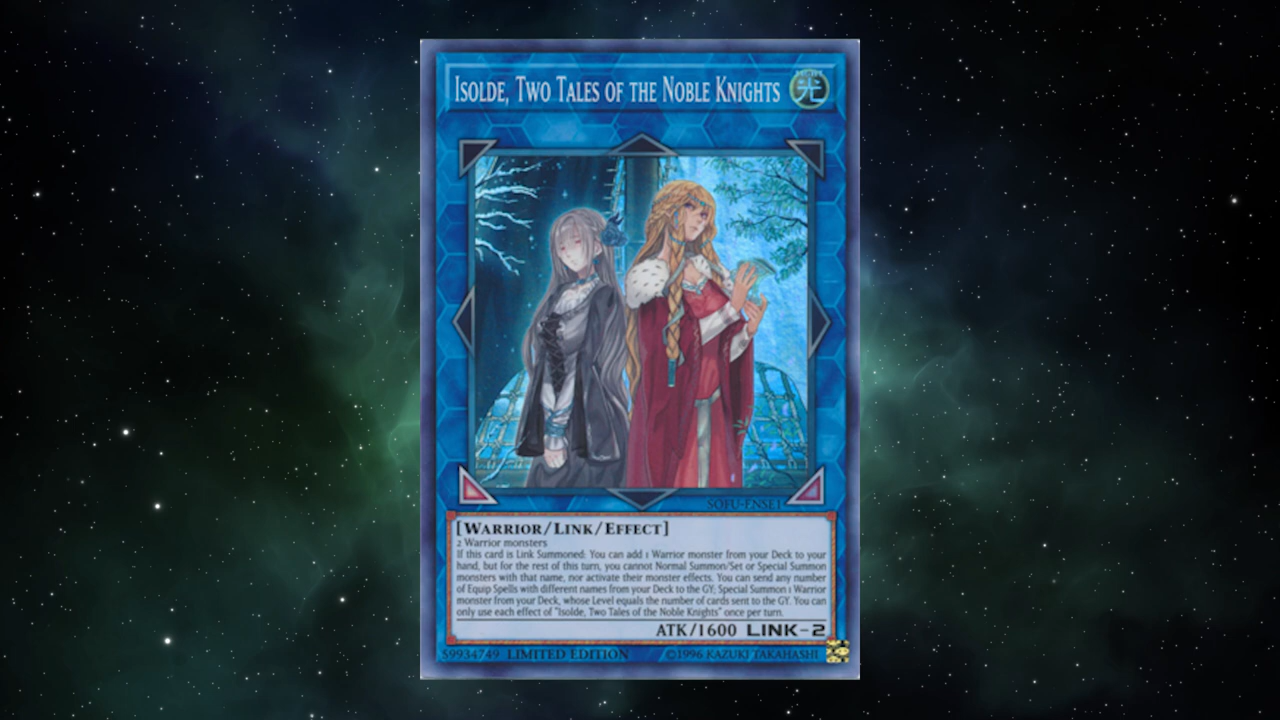 ISOLDE, TWO TALES OF THE NOBLE KNIGHTS
光
SOFU-ENSE1
[WARRIOR/LINK/EFFECT]
2 Warrior monsters
If this card is Link Summoned: You can add 1 Warrior monster from your Deck to your
hand, but for the rest of this turn, you cannot Normal Summon/Set or Special Summon
monsters with that name, nor activate their monster effects. You can send any number
of Equip Spells with different names from your Deck to the GY; Special Summon 1 Warrior
monster from your Deck, whose Level equals the number of cards sent to the GY. You can
only use each effect of "Isolde, Two Tales of the Noble Knights" once per turn.
ATK/1600 LINK-2
59934749 LIMITED EDITION ©1996 KAZUKI TAKAHASHI